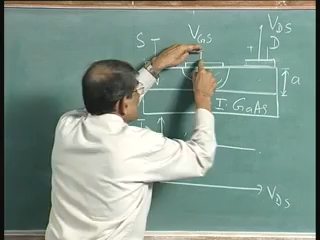 S V_GS V_DS
+ D
a
I. GaAs
I
V_DS